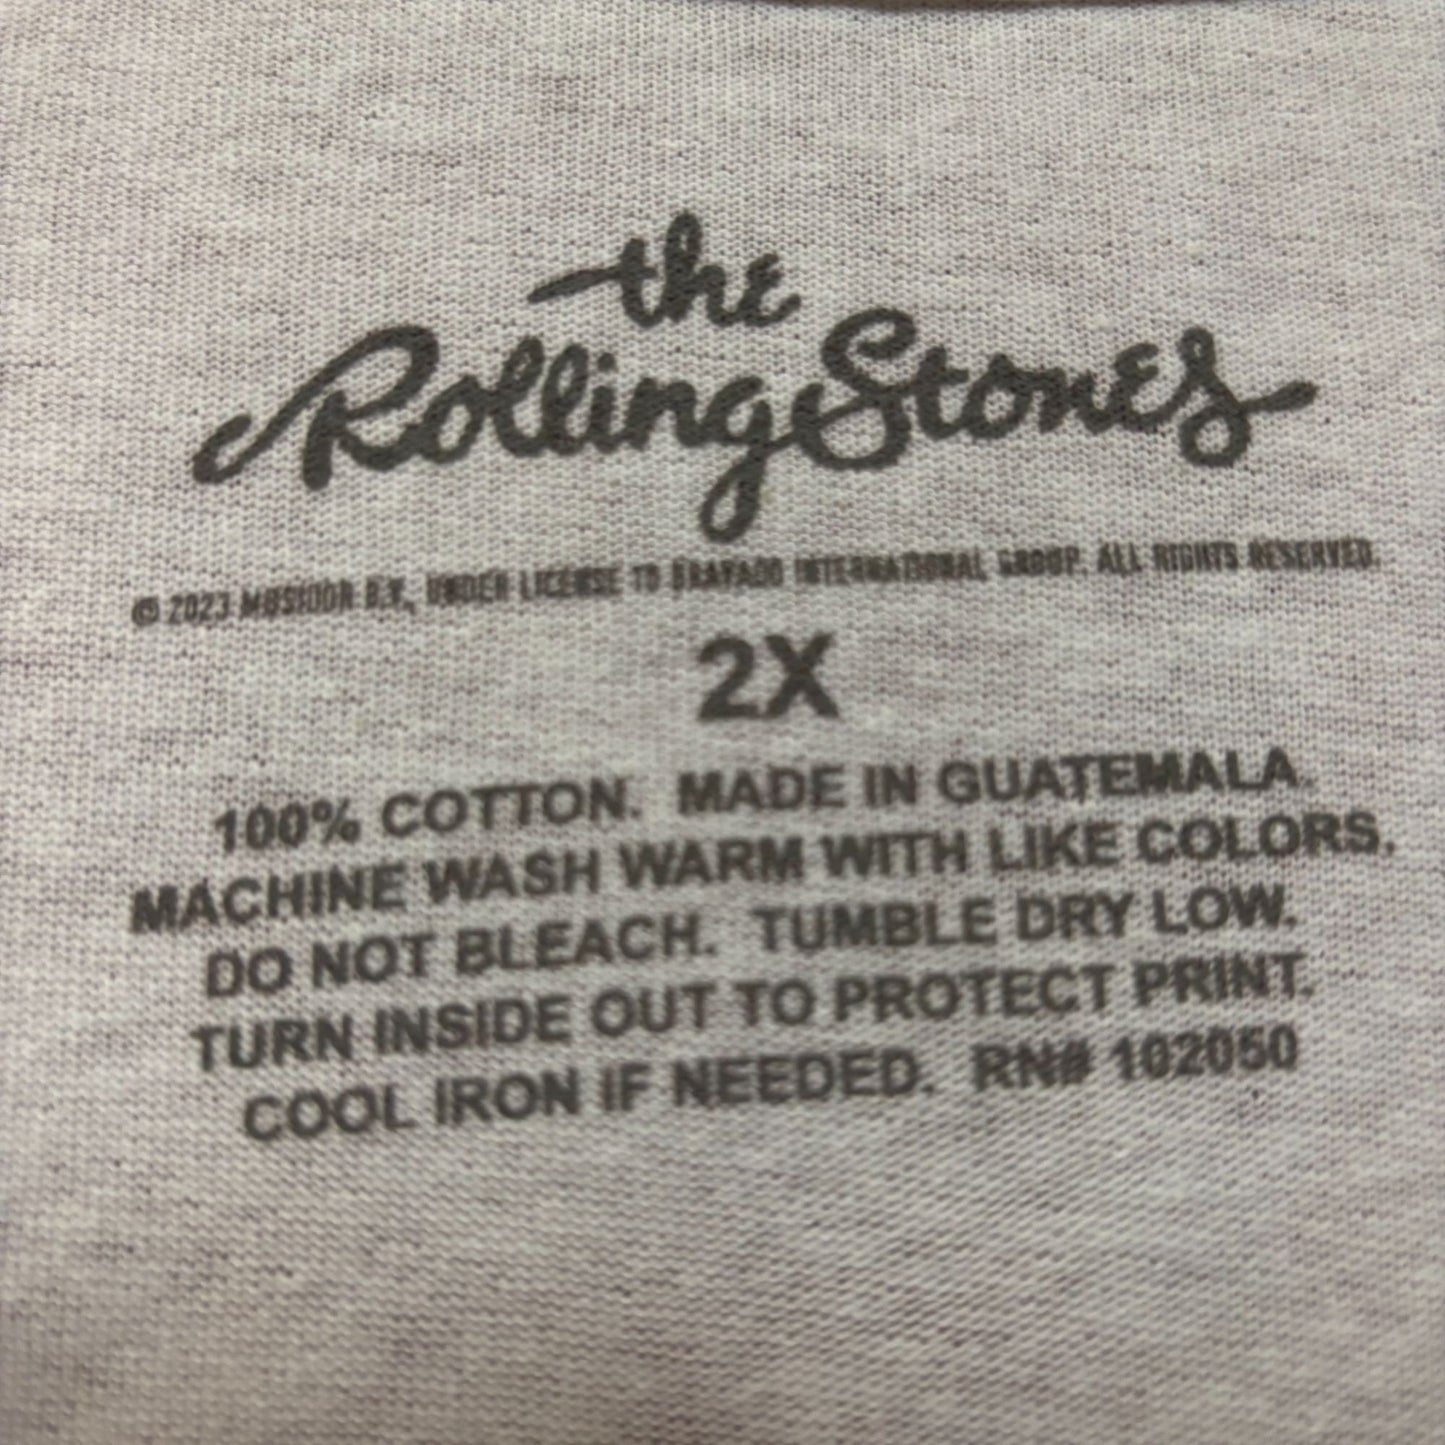 the
Rolling Stones
© 2023 MUSIDOR B.V., UNDER LICENSE TO BRAVADO INTERNATIONAL GROUP. ALL RIGHTS RESERVED.
2X
100% COTTON. MADE IN GUATEMALA.
MACHINE WASH WARM WITH LIKE COLORS.
DO NOT BLEACH. TUMBLE DRY LOW.
TURN INSIDE OUT TO PROTECT PRINT.
COOL IRON IF NEEDED. RN# 102050